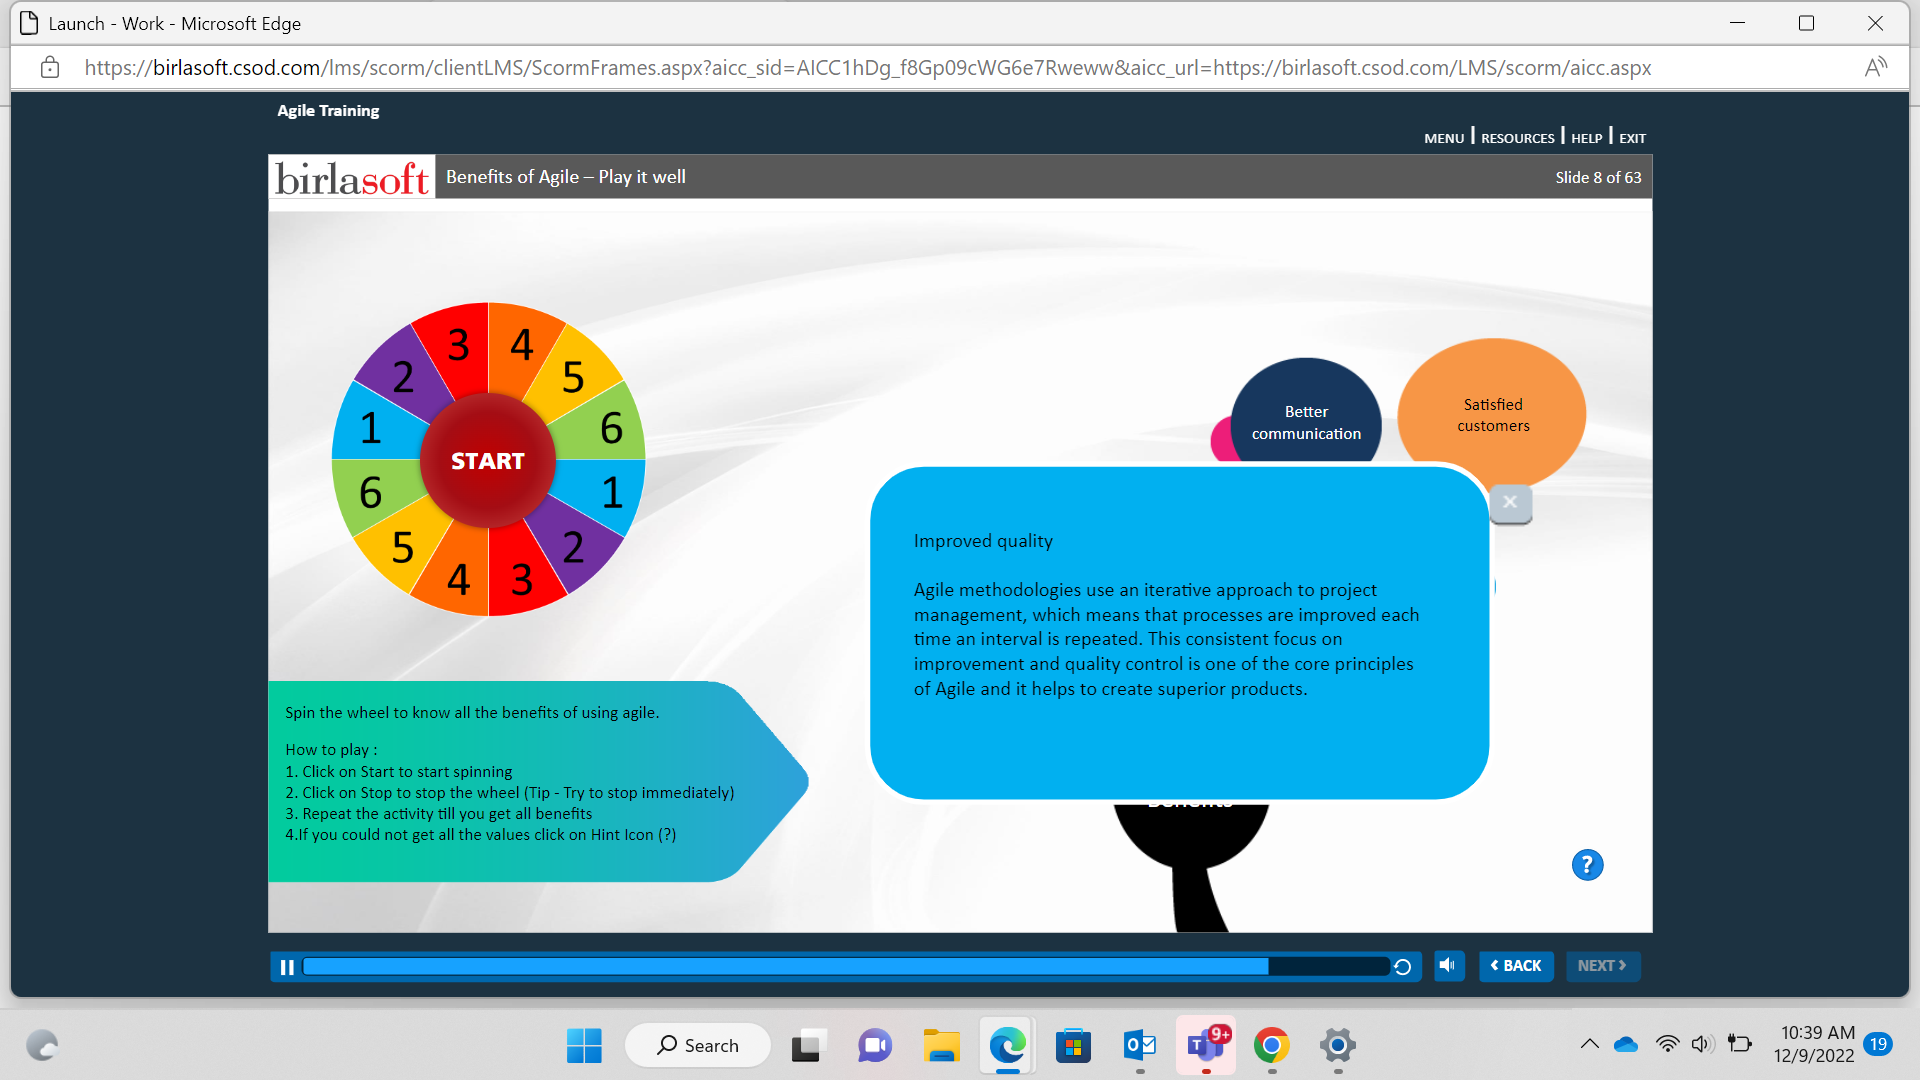 Launch - Work - Microsoft Edge
https://birlasoft.csod.com/lms/scorm/clientLMS/ScormFrames.aspx?aicc_sid=AICC1hDg_f8Gp09cWG6e7Rweww&aicc_url=https://birlasoft.csod.com/LMS/scorm/aicc.aspx
Agile Training
MENU | RESOURCES | HELP | EXIT
birlasoft
Benefits of Agile – Play it well
Slide 8 of 63
3
4
2
5
1
6
START
6
1
5
2
4
3
Better
communication
Satisfied
customers
Improved quality
Agile methodologies use an iterative approach to project
management, which means that processes are improved each
time an interval is repeated. This consistent focus on
improvement and quality control is one of the core principles
of Agile and it helps to create superior products.
Benefits
Spin the wheel to know all the benefits of using agile.
How to play :
1. Click on Start to start spinning
2. Click on Stop to stop the wheel (Tip - Try to stop immediately)
3. Repeat the activity till you get all benefits
4.If you could not get all the values click on Hint Icon (?)
?
BACK
NEXT
Search
9+
10:39 AM
12/9/2022
19